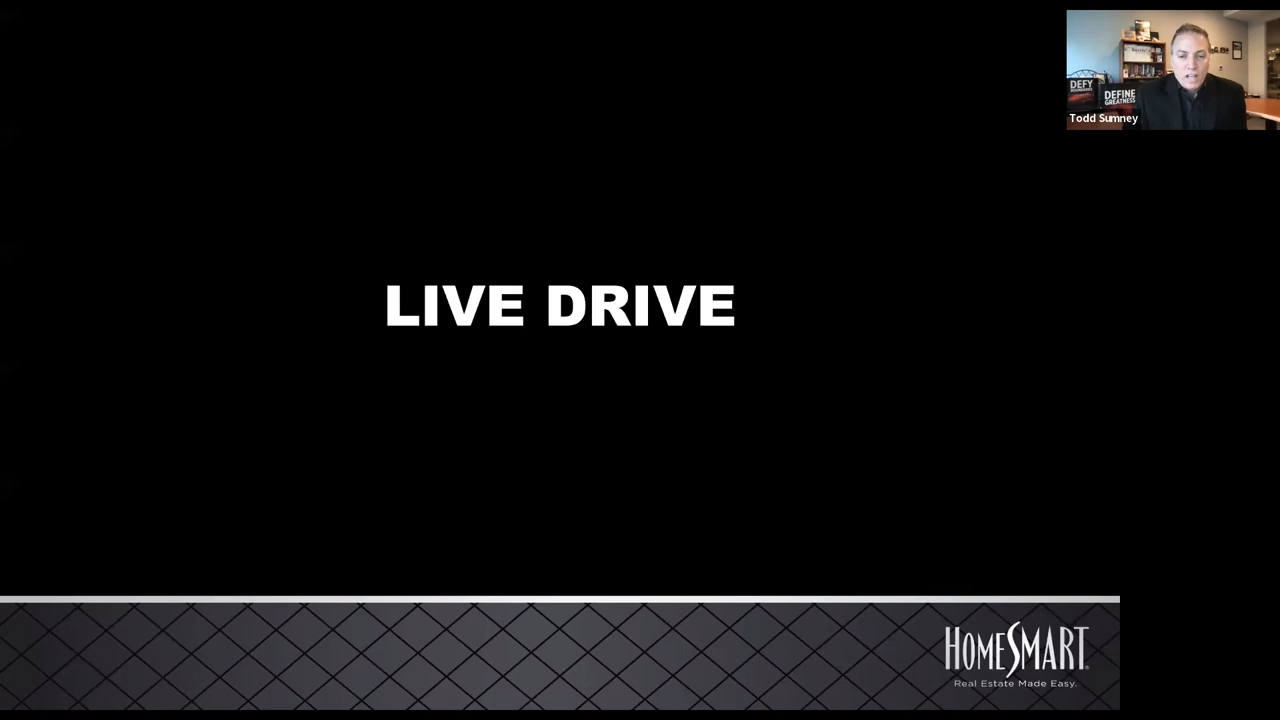 DEFY
DEFINE
GREATNESS
Todd Sumney
LIVE DRIVE
HOMESMART
Real Estate Made Easy.